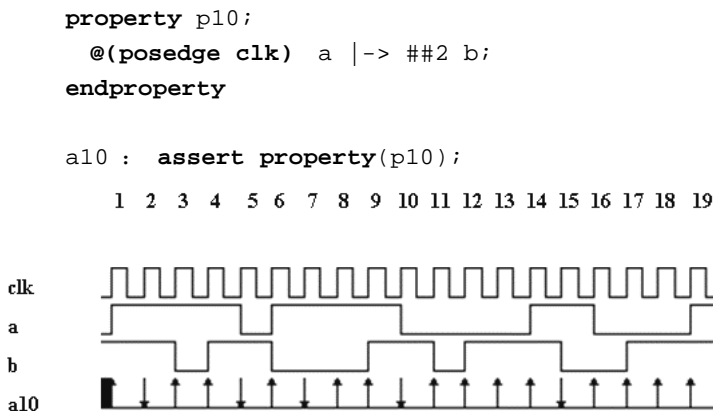 property p10;
@(posedge clk) a |-> ##2 b;
endproperty
a10 : assert property(p10);
1 2 3 4 5 6 7 8 9 10 11 12 13 14 15 16 17 18 19
clk
a
b
a10